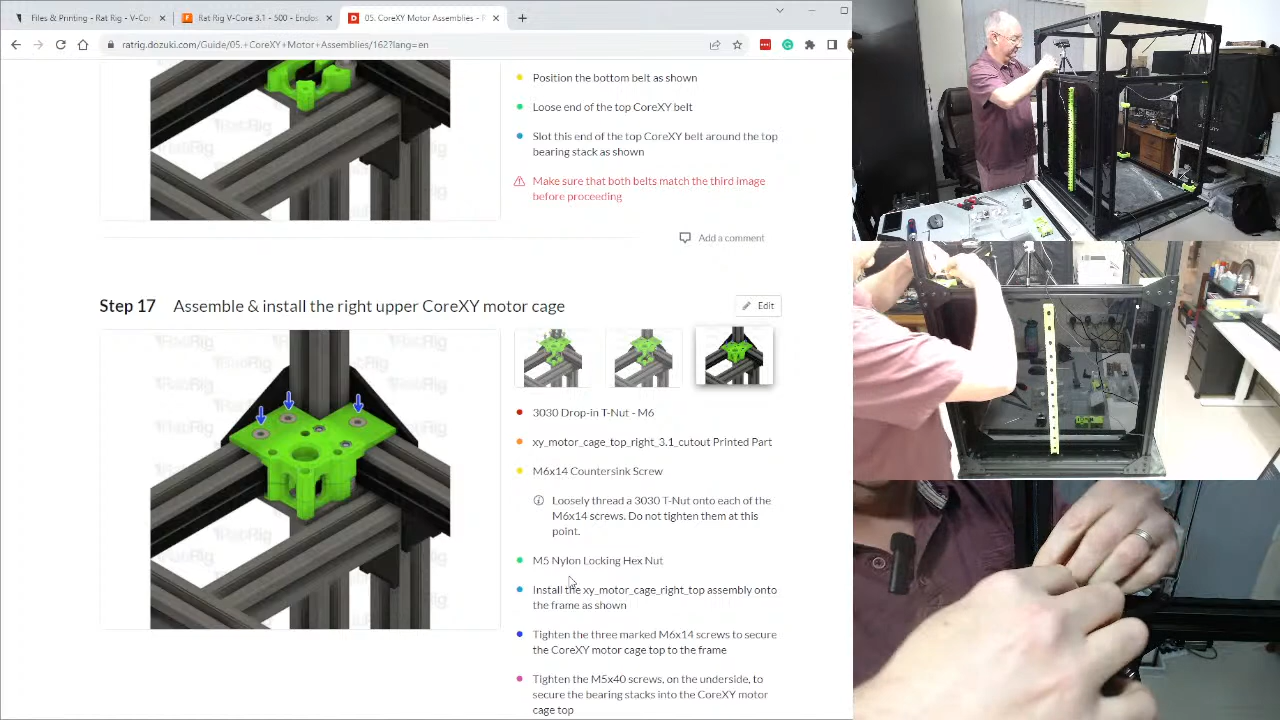 Files & Printing - Rat Rig - V-Cor
Rat Rig V-Core 3.1 - 500 - Endos
05. CoreXY Motor Assemblies - R
ratrig.dozuki.com/Guide/05.+CoreXY+Motor+Assemblies/162?lang=en
Position the bottom belt as shown
Loose end of the top CoreXY belt
Slot this end of the top CoreXY belt around the top
bearing stack as shown
Make sure that both belts match the third image
before proceeding
Add a comment
Step 17 Assemble & install the right upper CoreXY motor cage
Edit
3030 Drop-in T-Nut - M6
xy_motor_cage_top_right_3.1_cutout Printed Part
M6x14 Countersink Screw
Loosely thread a 3030 T-Nut onto each of the
M6x14 screws. Do not tighten them at this
point.
M5 Nylon Locking Hex Nut
Install the xy_motor_cage_right_top assembly onto
the frame as shown
Tighten the three marked M6x14 screws to secure
the CoreXY motor cage top to the frame
Tighten the M5x40 screws, on the underside, to
secure the bearing stacks into the CoreXY motor
cage top